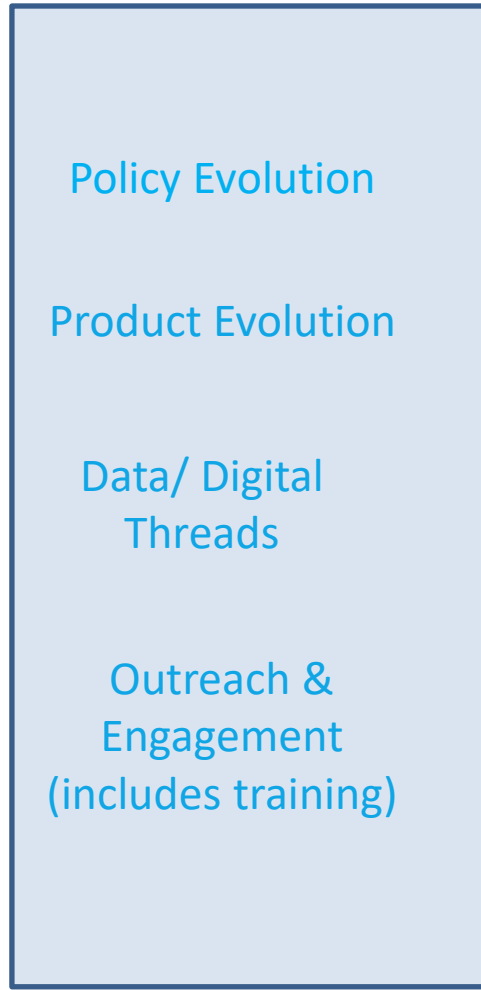 Policy Evolution
Product Evolution
Data/ Digital
Threads
Outreach &
Engagement
(includes training)